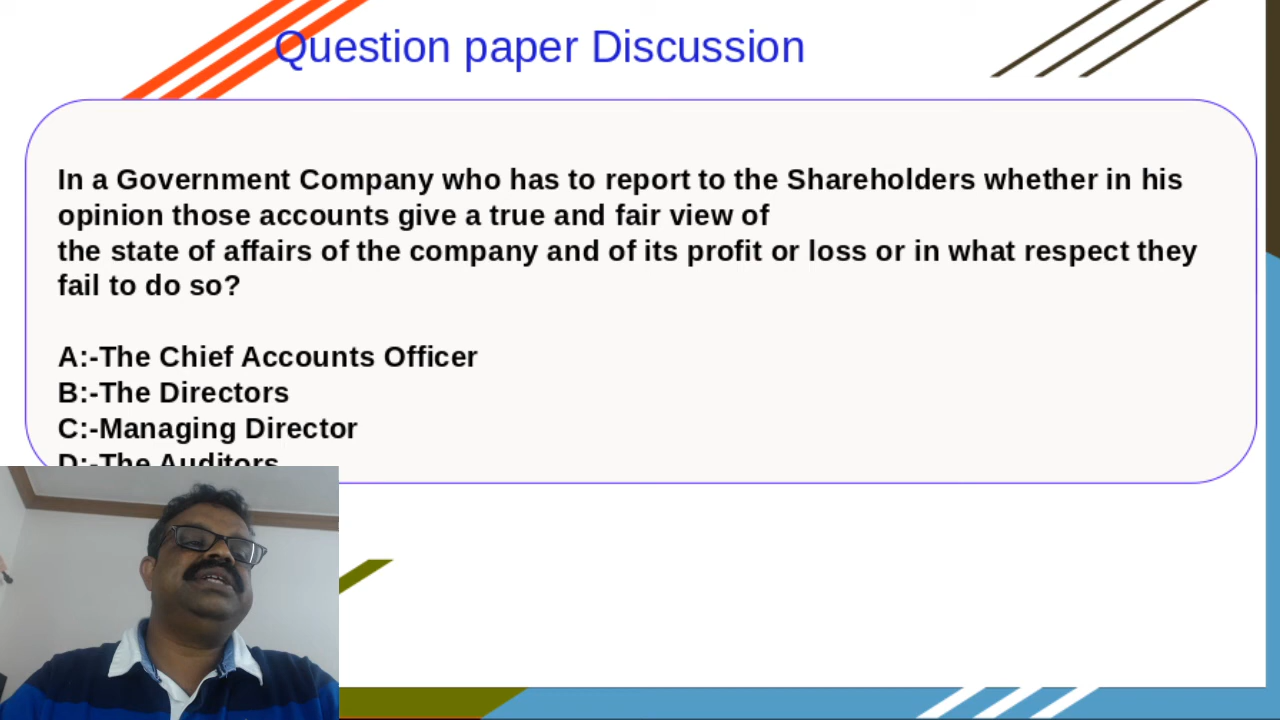 Question paper Discussion
In a Government Company who has to report to the Shareholders whether in his
opinion those accounts give a true and fair view of
the state of affairs of the company and of its profit or loss or in what respect they
fail to do so?
A:-The Chief Accounts Officer
B:-The Directors
C:-Managing Director
D:-The Auditors